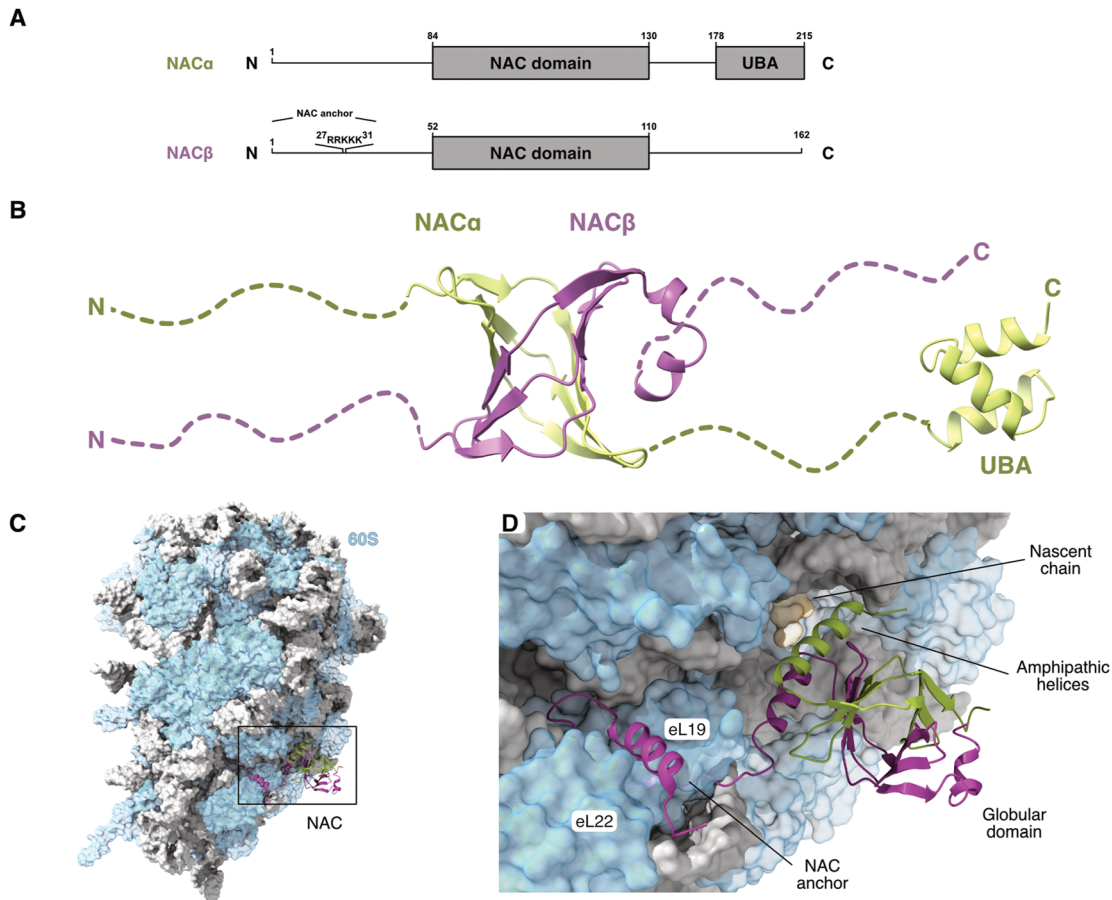 A
NACα N 1 84 NAC domain 130 178 UBA 215 C
NAC anchor
NACβ N 1 27RRKKK31 52 NAC domain 110 162 C
B
NACα NACβ
N C
C
N
UBA
C
60S
NAC
D
Nascent
chain
Amphipathic
helices
eL19
eL22
Globular
domain
NAC
anchor